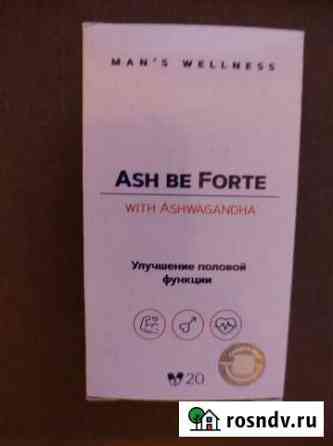 MAN'S WELLNESS
ASH BE FORTE
WITH ASHWAGANDHA
Улучшение половой
функции
20
rosndv.ru